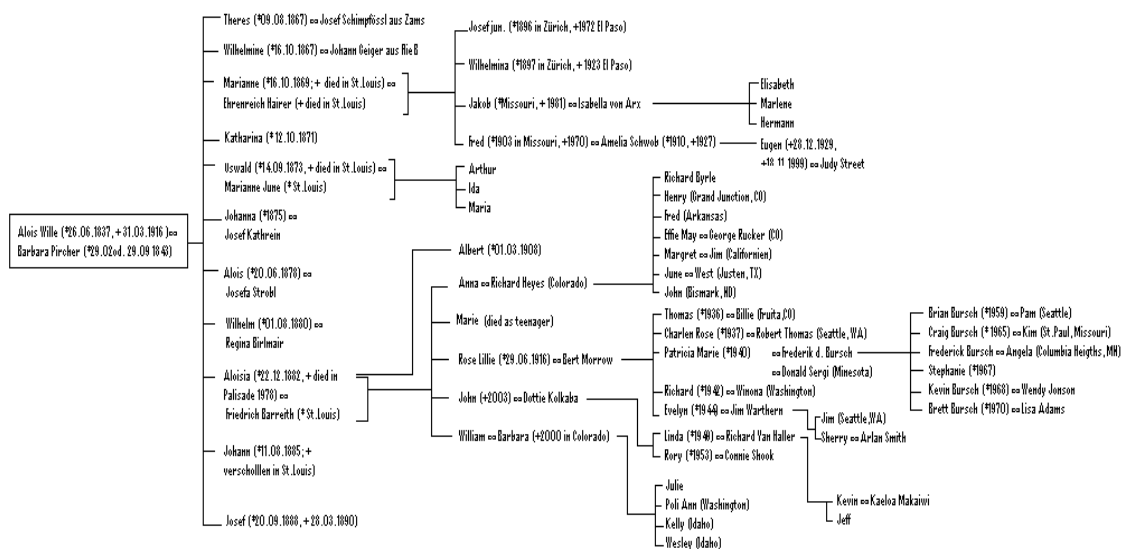 Alois Wille (*26.06.1837, +31.03.1916 )∞
Barbara Pircher (*29.02od. 29.09 1843)
Theres (*09.08.1867) ∞ Josef Schimpfössl aus Zams
Wilhelmine (*16.10.1867) ∞ Johann Geiger aus Fließ
Marianne (*16.10.1869; + died in St.Louis) ∞
Ehrenreich Hairer (+ died in St.Louis)
Katharina (*12.10.1871)
Oswald (*14.09.1873, + died in St.Louis) ∞
Marianne June (* St.Louis)
Johanna (*1875) ∞
Josef Kathrein
Alois (*20.06.1878) ∞
Josefa Strobl
Wilhelm (*01.08.1880) ∞
Regina Birlmair
Aloisia (*22.12.1882, + died in
Palisade 1978) ∞
Friedrich Barreith (* St.Louis)
Johann (*11.08.1885; +
verscholllen in St.Louis)
Josef (*20.09.1888, +28.03.1890)
Josef jun. (*1896 in Zürich, +1972 El Paso)
Wilhelmina (*1897 in Zürich, + 1923 El Paso)
Jakob (*Missouri, + 1981) ∞ Isabella von Arx
Fred (*1903 in Missouri, +1970) ∞ Amelia Schwob (*1910, +1927)
Elisabeth
Marlene
Hermann
Eugen (+28.12.1929,
+18 11 1999) ∞ Judy Street
Arthur
Ida
Maria
Albert (*01.03.1908)
Anna ∞ Richard Heyes (Colorado)
Marie (died as teenager)
Rose Lillie (*29.06.1916) ∞ Bert Morrow
John (+2003) ∞ Dottie Kolkaba
William ∞ Barbara (+2000 in Colorado)
Richard Byrle
Henry (Grand Junction, CO)
Fred (Arkansas)
Effie May ∞ George Rucker (CO)
Margret ∞ Jim (Californien)
June ∞ West (Justen, TX)
John (Bismark, ND)
Thomas (*1936) ∞ Billie (Fruita,CO)
Charlen Rose (*1937) ∞ Robert Thomas (Seattle, WA)
Patricia Marie (*1940) ∞ Frederik d. Bursch
∞ Donald Sergi (Minesota)
Richard (*1942) ∞ Winona (Washington)
Evelyn (*1944) ∞ Jim Warthern
Brian Bursch (*1959) ∞ Pam (Seattle)
Craig Bursch (*1965) ∞ Kim (St.Paul, Missouri)
Frederick Bursch ∞ Angela (Columbia Heigths, MH)
Stephanie (*1967)
Kevin Bursch (*1968) ∞ Wendy Jonson
Brett Bursch (*1970) ∞ Lisa Adams
Jim (Seattle,WA)
Sherry ∞ Arlan Smith
Linda (*1948) ∞ Richard Van Haller
Rory (*1953) ∞ Connie Shook
Kevin ∞ Kaeloa Makaiwi
Jeff
Julie
Poli Ann (Washington)
Kelly (Idaho)
Wesley (Idaho)